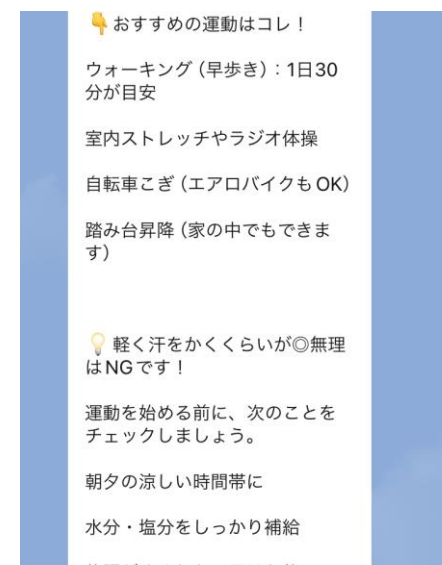 👇おすすめの運動はコレ！
ウォーキング（早歩き）：1日30
分が目安
室内ストレッチやラジオ体操
自転車こぎ（エアロバイクもOK）
踏み台昇降（家の中でもできま
す）
💡 軽く汗をかくくらいが◎無理
はNGです！
運動を始める前に、次のことを
チェックしましょう。
朝夕の涼しい時間帯に
水分・塩分をしっかり補給